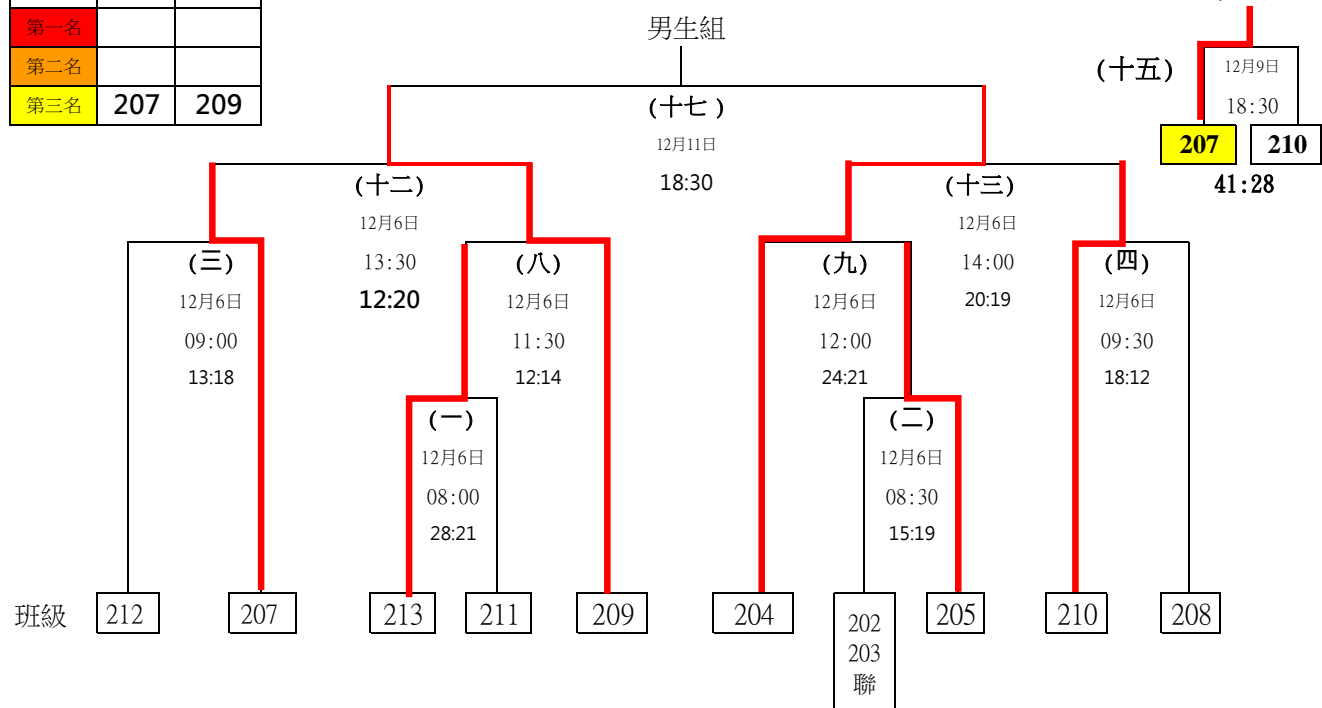 第一名
第二名
第三名 207 209
男生組
(十七 )
12月11日
18:30
(十五)
12月9日
18:30
207 210
41:28
(十二)
12月6日
13:30
12:20
(十三)
12月6日
14:00
20:19
(三)
12月6日
09:00
13:18
(八)
12月6日
11:30
12:14
(九)
12月6日
12:00
24:21
(四)
12月6日
09:30
18:12
(一)
12月6日
08:00
28:21
(二)
12月6日
08:30
15:19
班級 212 207 213 211 209 204 205 210 208
202
203
聯